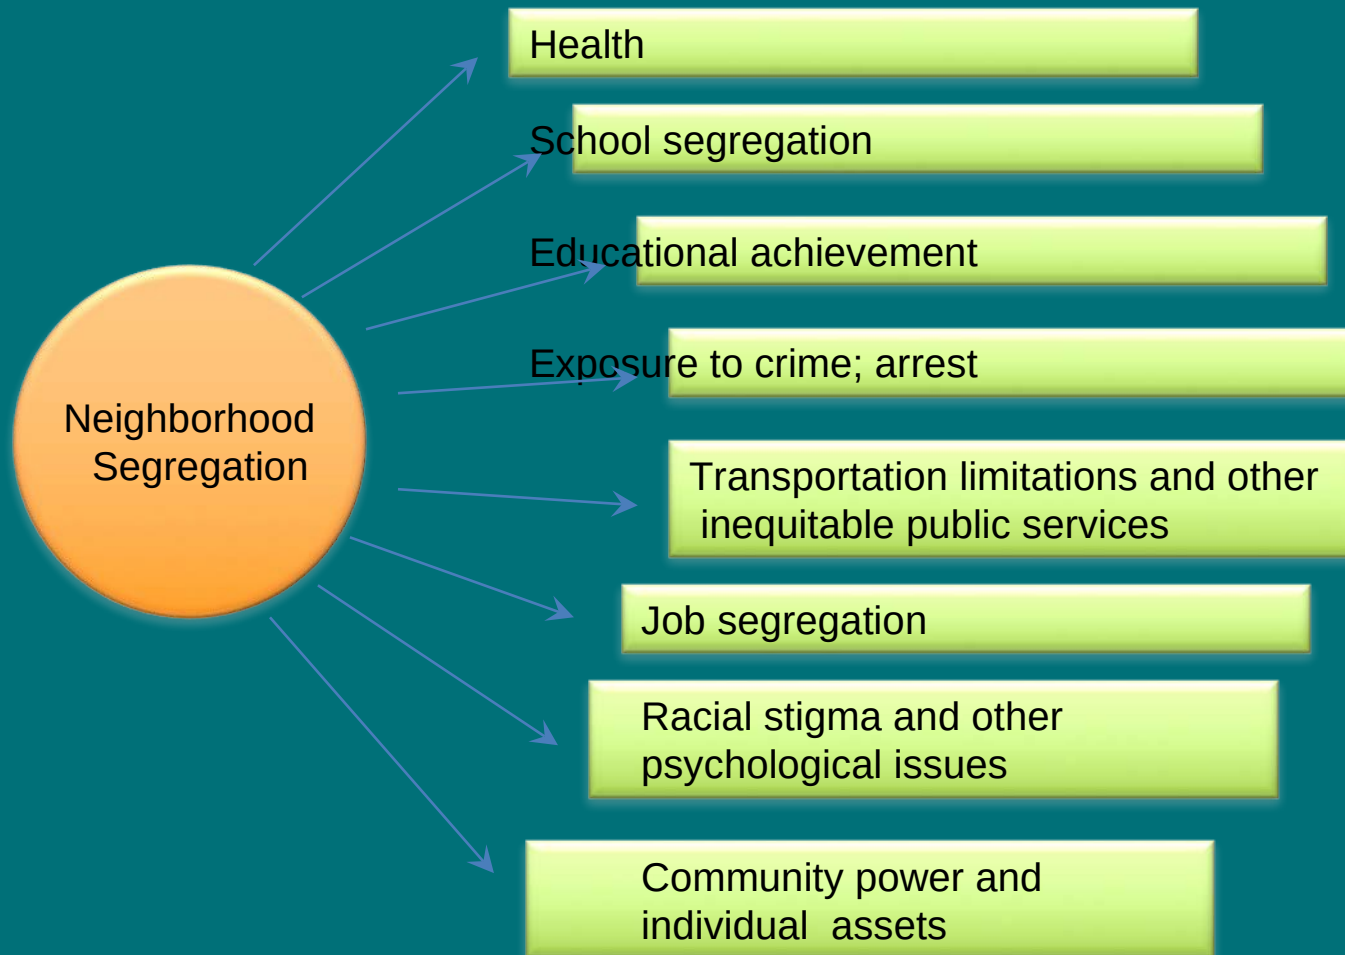 Health
School segregation
Educational achievement
Exposure to crime; arrest
Neighborhood
Segregation
Transportation limitations and other
inequitable public services
Job segregation
Racial stigma and other
psychological issues
Community power and
individual  assets